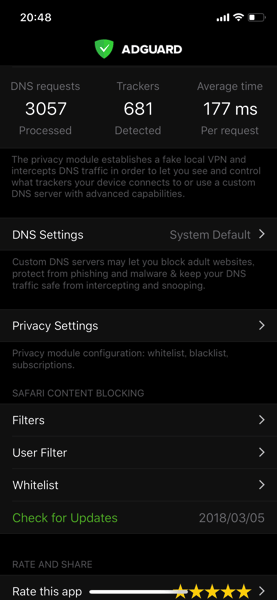 20:48
ADGUARD
DNS requests Trackers Average time
3057 681 177 ms
Processed Detected Per request
The privacy module establishes a fake local VPN and
intercepts DNS traffic in order to let you see and control
what trackers your device connects to or use a custom
DNS server with advanced capabilities.
DNS Settings System Default
Custom DNS servers may let you block adult websites,
protect from phishing and malware & keep your DNS
traffic safe from intercepting and snooping.
Privacy Settings
Privacy module configuration: whitelist, blacklist,
subscriptions.
SAFARI CONTENT BLOCKING
Filters
User Filter
Whitelist
Check for Updates 2018/03/05
RATE AND SHARE
Rate this app